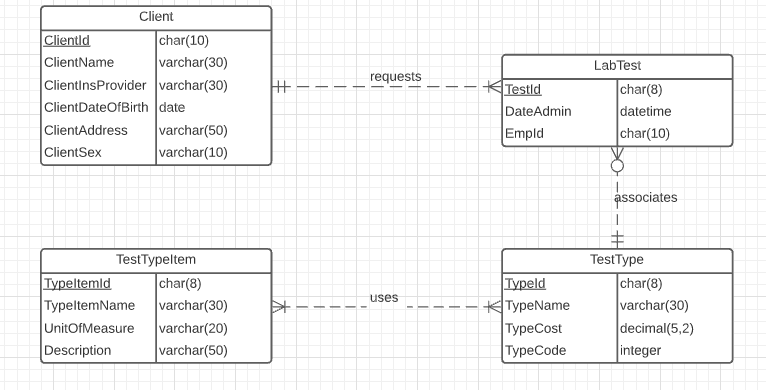 Client
ClientId char(10)
ClientName varchar(30)
ClientInsProvider varchar(30)
ClientDateOfBirth date
ClientAddress varchar(50)
ClientSex varchar(10)
requests
LabTest
TestId char(8)
DateAdmin datetime
EmpId char(10)
associates
TestTypeItem
TypeItemId char(8)
TypeItemName varchar(30)
UnitOfMeasure varchar(20)
Description varchar(50)
uses
TestType
TypeId char(8)
TypeName varchar(30)
TypeCost decimal(5,2)
TypeCode integer